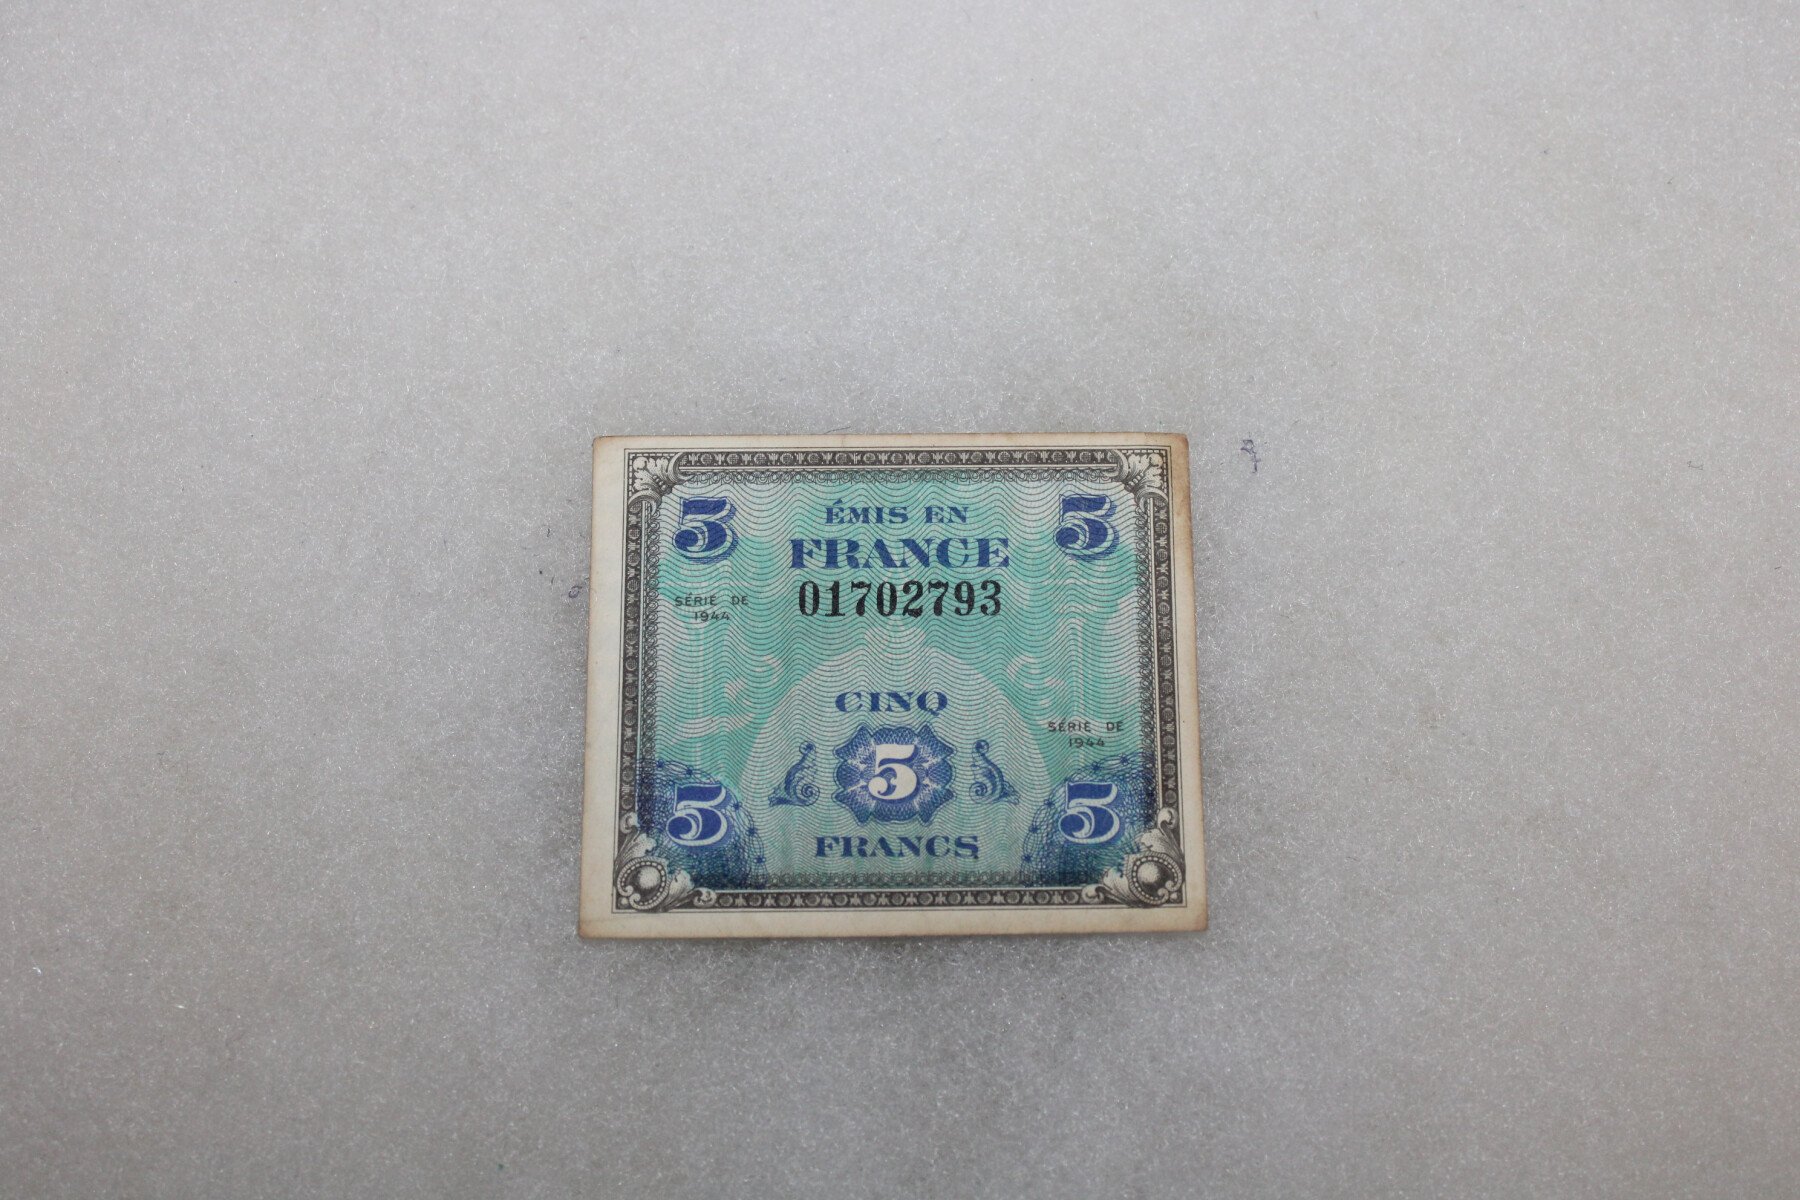 5 5
ÉMIS EN
FRANCE
01702793
SÉRIE DE
1944
CINQ
SÉRIE DE
1944
5
5 5
FRANCS